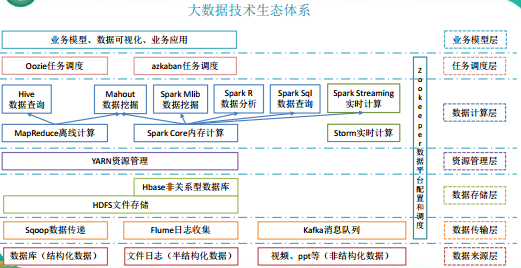 大数据技术生态体系
业务模型、数据可视化、业务应用
业务模型层
Oozie任务调度
azkaban任务调度
任务调度层
Hive
数据查询
Mahout
数据挖掘
Spark Mlib
数据挖掘
Spark R
数据分析
Spark Sql
数据查询
Spark Streaming
实时计算
数据计算层
MapReduce离线计算
Spark Core内存计算
Storm实时计算
Zookeeper数据平台配置和调度
YARN资源管理
资源管理层
Hbase非关系型数据库
HDFS文件存储
数据存储层
Sqoop数据传递
Flume日志收集
Kafka消息队列
数据传输层
数据库（结构化数据）
文件日志（半结构化数据）
视频、ppt等（非结构化数据）
数据来源层